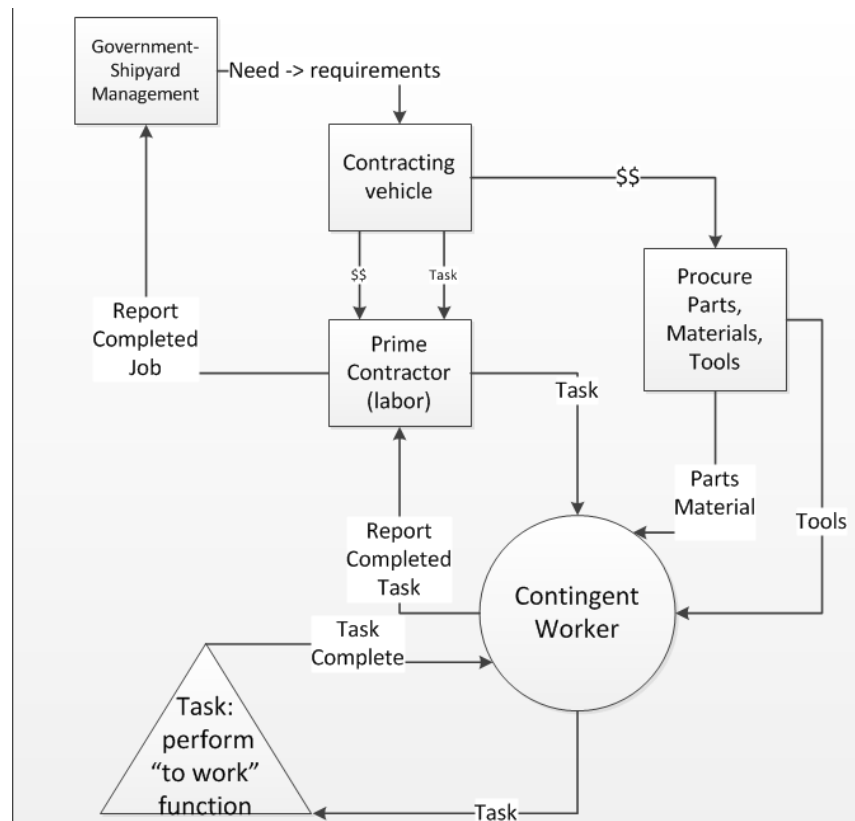 Government-
Shipyard
Management
Need -> requirements
Contracting
vehicle
$$
$$
Task
Procure
Parts,
Materials,
Tools
Report
Completed
Job
Prime
Contractor
(labor)
Task
Parts
Material
Tools
Report
Completed
Task
Contingent
Worker
Task
Complete
Task:
perform
“to work”
function
Task